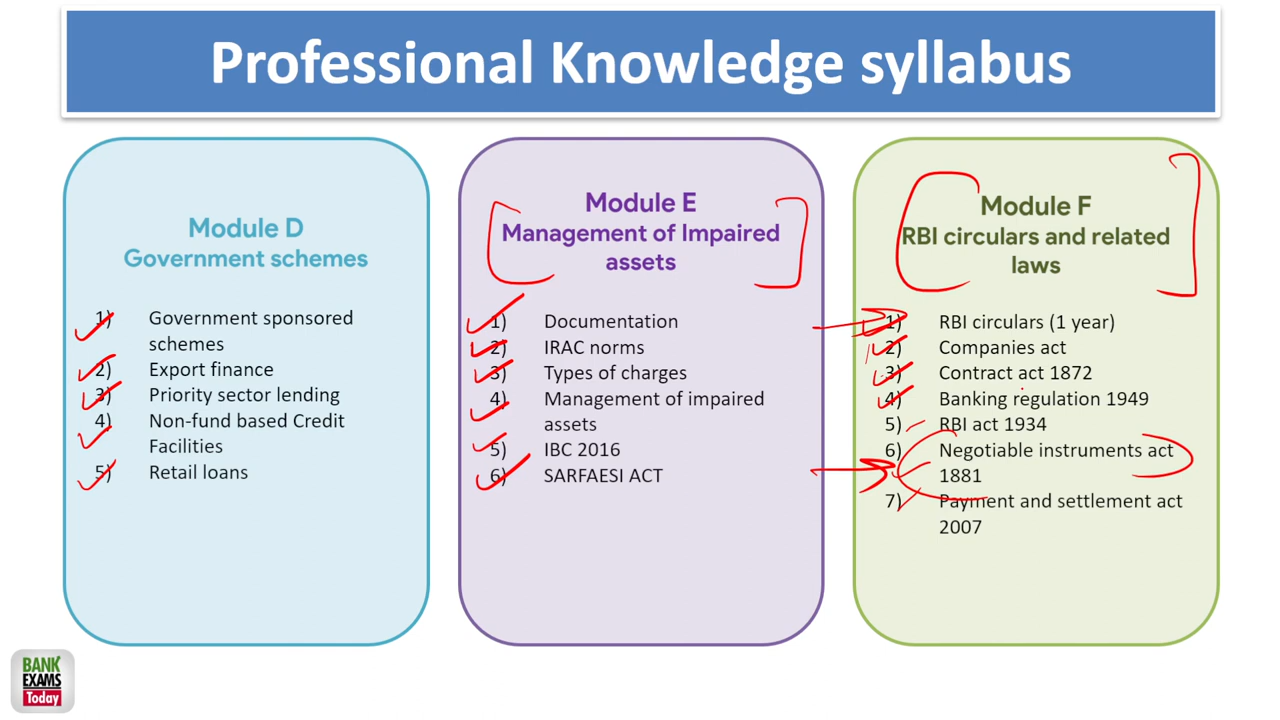 Professional Knowledge syllabus
Module D
Government schemes
1) Government sponsored
schemes
2) Export finance
3) Priority sector lending
4) Non-fund based Credit
Facilities
5) Retail loans
Module E
Management of Impaired
assets
1) Documentation
2) IRAC norms
3) Types of charges
4) Management of impaired
assets
5) IBC 2016
6) SARFAESI ACT
Module F
RBI circulars and related
laws
1) RBI circulars (1 year)
2) Companies act
3) Contract act 1872
4) Banking regulation 1949
5) RBI act 1934
6) Negotiable instruments act
1881
7) Payment and settlement act
2007
BANK
EXAMS
Today